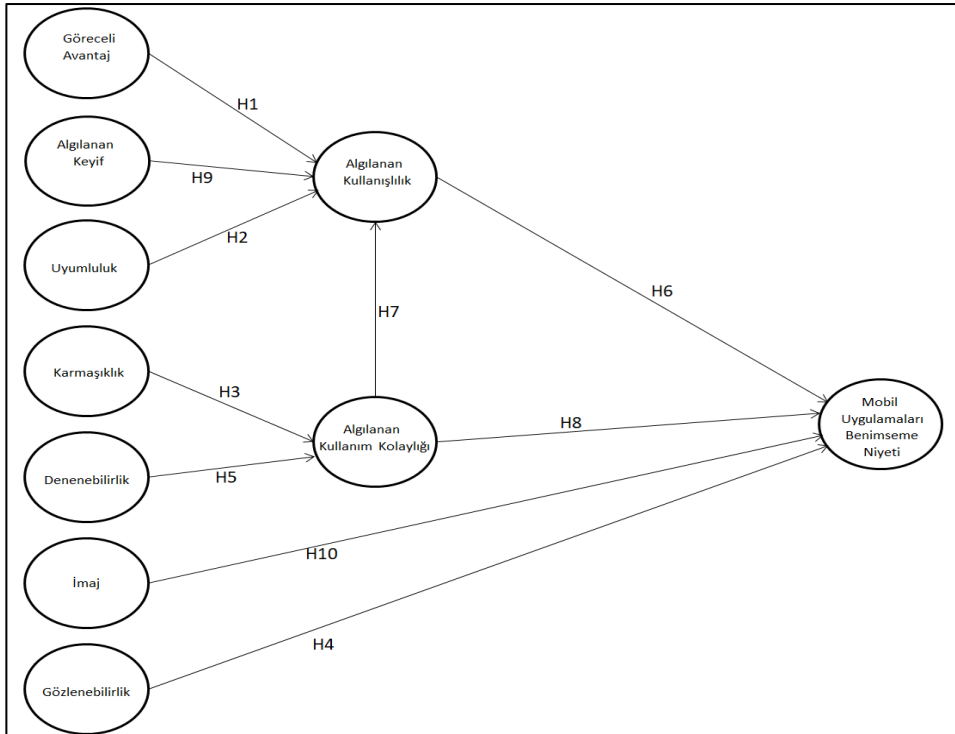 Göreceli
Avantaj
H1
Algılanan
Keyif
H9
Algılanan
Kullanışlılık
Uyumluluk
H2
H6
H7
Karmaşıklık
H3
Algılanan
Kullanım Kolaylığı
H8
Mobil
Uygulamaları
Benimseme
Niyeti
Denenebilirlik
H5
İmaj
H10
H4
Gözlenebilirlik